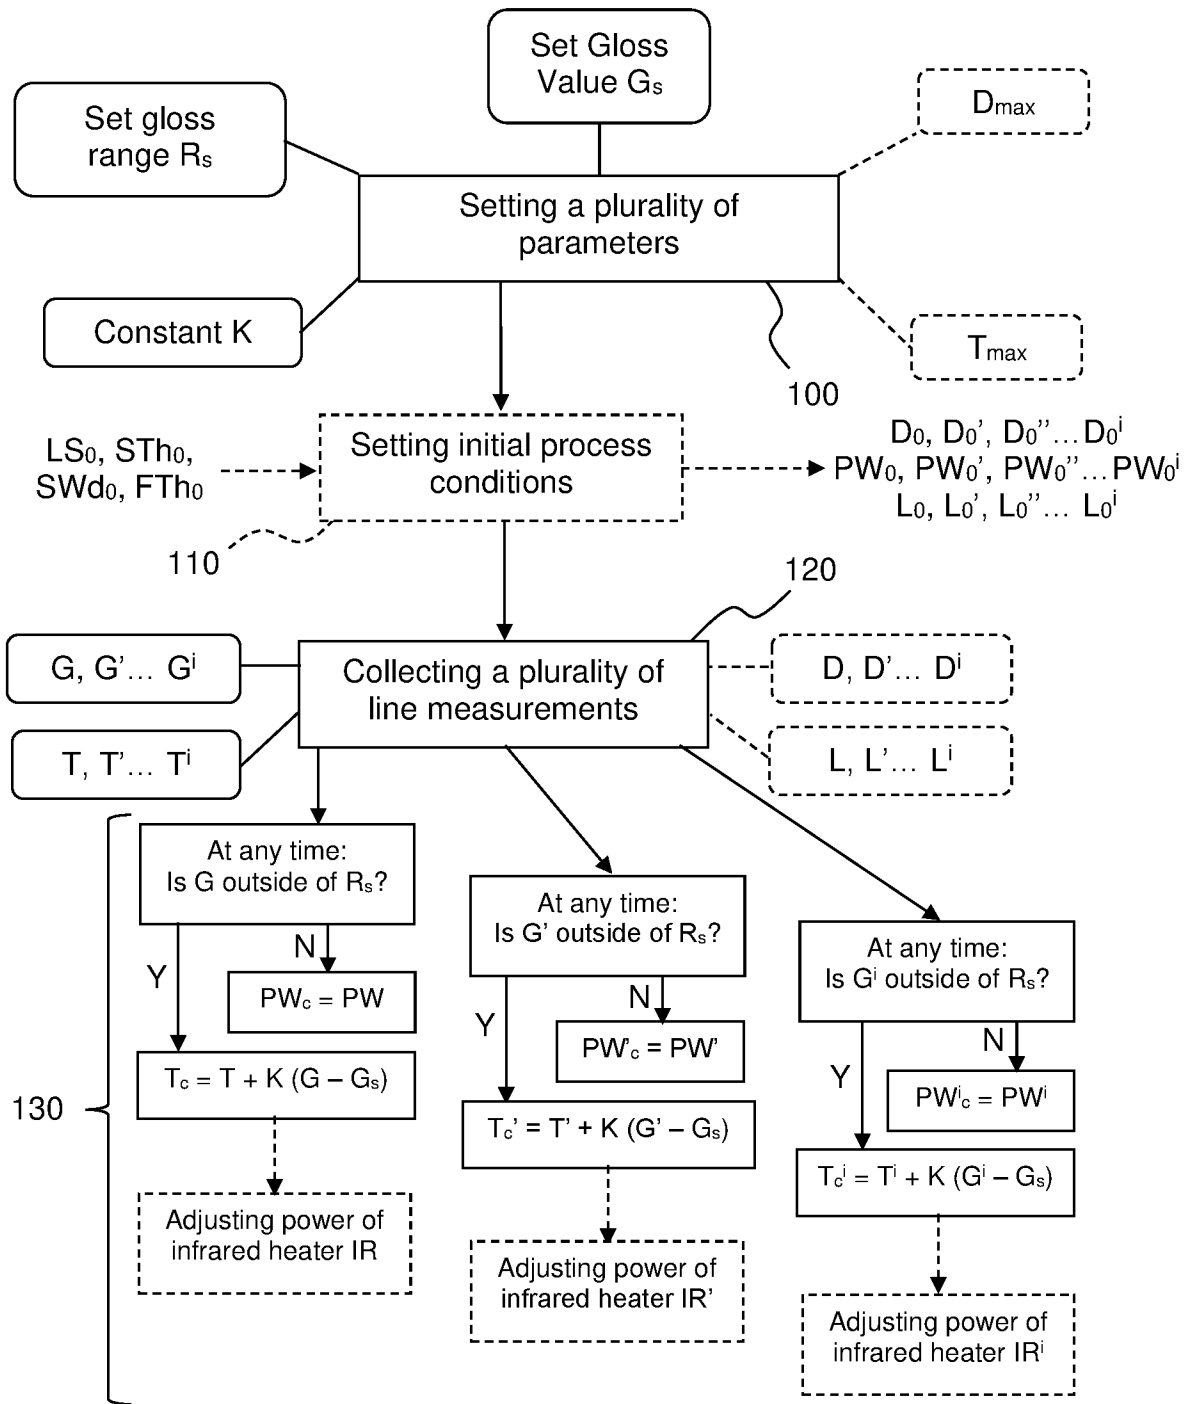 Set Gloss
Value Gs
Set gloss
range Rs
Dmax
Setting a plurality of
parameters
Constant K
Tmax
100
LS0, STh0,
SWd0, FTh0
Setting initial process
conditions
D0, D0’, D0’’...D0i
PW0, PW0’, PW0’’...PW0i
L0, L0’, L0’’... L0i
110
120
G, G’... Gi
Collecting a plurality of
line measurements
D, D’... Di
T, T’... Ti
L, L’... Li
130
At any time:
Is G outside of Rs?
Y
N
PWc = PW
Tc = T + K (G – Gs)
Adjusting power of
infrared heater IR
At any time:
Is G’ outside of Rs?
Y
N
PW’c = PW’
Tc’ = T’ + K (G’ – Gs)
Adjusting power of
infrared heater IR’
At any time:
Is Gi outside of Rs?
Y
N
PWic = PWi
Tci = Ti + K (Gi – Gs)
Adjusting power of
infrared heater IRi